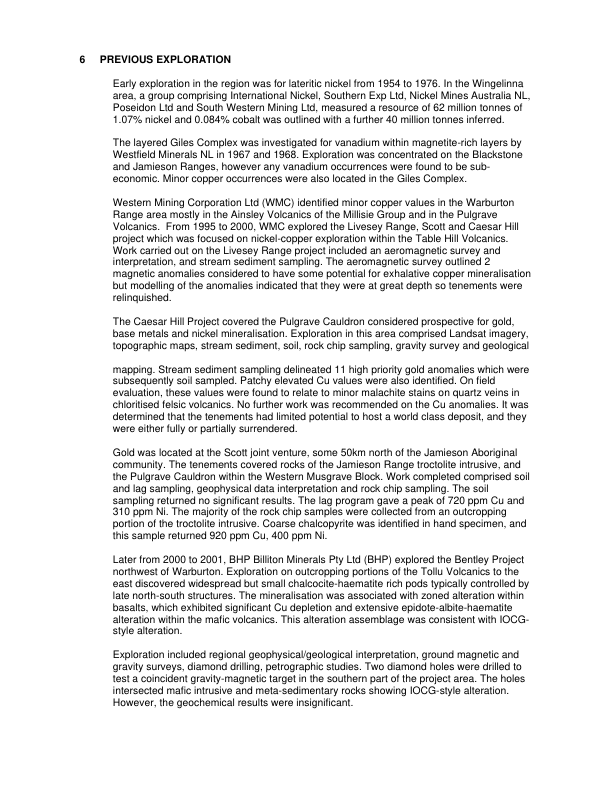 6 PREVIOUS EXPLORATION
Early exploration in the region was for lateritic nickel from 1954 to 1976. In the Wingelinna
area, a group comprising International Nickel, Southern Exp Ltd, Nickel Mines Australia NL,
Poseidon Ltd and South Western Mining Ltd, measured a resource of 62 million tonnes of
1.07% nickel and 0.084% cobalt was outlined with a further 40 million tonnes inferred.
The layered Giles Complex was investigated for vanadium within magnetite-rich layers by
Westfield Minerals NL in 1967 and 1968. Exploration was concentrated on the Blackstone
and Jamieson Ranges, however any vanadium occurrences were found to be sub-
economic. Minor copper occurrences were also located in the Giles Complex.
Western Mining Corporation Ltd (WMC) identified minor copper values in the Warburton
Range area mostly in the Ainsley Volcanics of the Millisie Group and in the Pulgrave
Volcanics. From 1995 to 2000, WMC explored the Livesey Range, Scott and Caesar Hill
project which was focused on nickel-copper exploration within the Table Hill Volcanics.
Work carried out on the Livesey Range project included an aeromagnetic survey and
interpretation, and stream sediment sampling. The aeromagnetic survey outlined 2
magnetic anomalies considered to have some potential for exhalative copper mineralisation
but modelling of the anomalies indicated that they were at great depth so tenements were
relinquished.
The Caesar Hill Project covered the Pulgrave Cauldron considered prospective for gold,
base metals and nickel mineralisation. Exploration in this area comprised Landsat imagery,
topographic maps, stream sediment, soil, rock chip sampling, gravity survey and geological
mapping. Stream sediment sampling delineated 11 high priority gold anomalies which were
subsequently soil sampled. Patchy elevated Cu values were also identified. On field
evaluation, these values were found to relate to minor malachite stains on quartz veins in
chloritised felsic volcanics. No further work was recommended on the Cu anomalies. It was
determined that the tenements had limited potential to host a world class deposit, and they
were either fully or partially surrendered.
Gold was located at the Scott joint venture, some 50km north of the Jamieson Aboriginal
community. The tenements covered rocks of the Jamieson Range troctolite intrusive, and
the Pulgrave Cauldron within the Western Musgrave Block. Work completed comprised soil
and lag sampling, geophysical data interpretation and rock chip sampling. The soil
sampling returned no significant results. The lag program gave a peak of 720 ppm Cu and
310 ppm Ni. The majority of the rock chip samples were collected from an outcropping
portion of the troctolite intrusive. Coarse chalcopyrite was identified in hand specimen, and
this sample returned 920 ppm Cu, 400 ppm Ni.
Later from 2000 to 2001, BHP Billiton Minerals Pty Ltd (BHP) explored the Bentley Project
northwest of Warburton. Exploration on outcropping portions of the Tollu Volcanics to the
east discovered widespread but small chalcocite-haematite rich pods typically controlled by
late north-south structures. The mineralisation was associated with zoned alteration within
basalts, which exhibited significant Cu depletion and extensive epidote-albite-haematite
alteration within the mafic volcanics. This alteration assemblage was consistent with IOCG-
style alteration.
Exploration included regional geophysical/geological interpretation, ground magnetic and
gravity surveys, diamond drilling, petrographic studies. Two diamond holes were drilled to
test a coincident gravity-magnetic target in the southern part of the project area. The holes
intersected mafic intrusive and meta-sedimentary rocks showing IOCG-style alteration.
However, the geochemical results were insignificant.